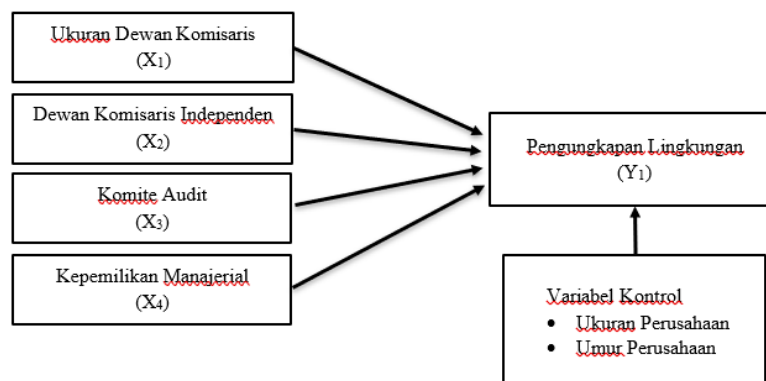 Ukuran Dewan Komisaris
(X1)
Dewan Komisaris Independen
(X2)
Komite Audit
(X3)
Kepemilikan Manajerial
(X4)
Pengungkapan Lingkungan
(Y1)
Variabel Kontrol
• Ukuran Perusahaan
• Umur Perusahaan